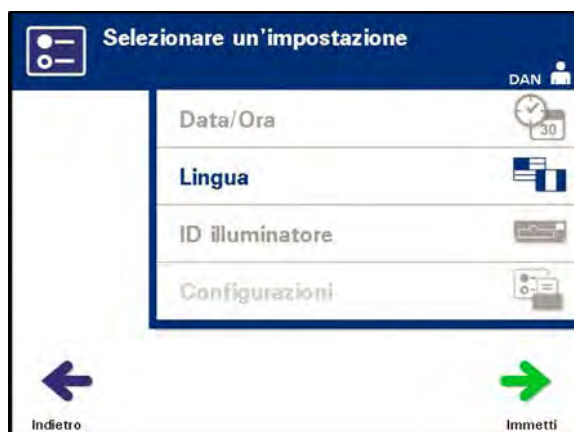 Selezionare un'impostazione
DAN
Data/Ora
30
Lingua
ID illuminatore
Configurazioni
Indietro
Immetti